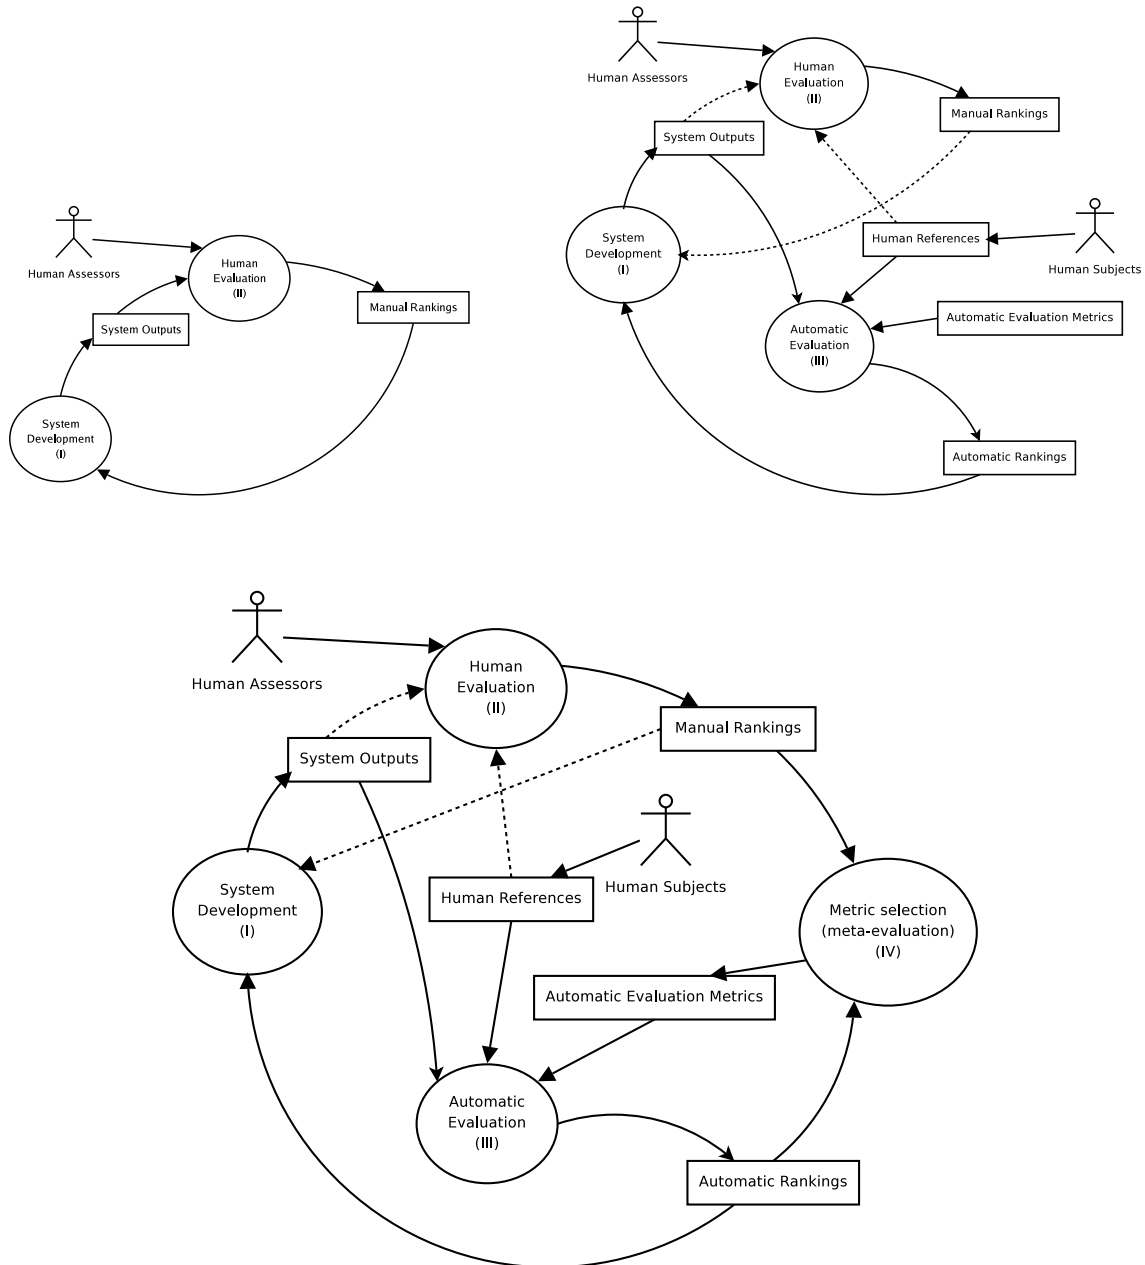 Human Assessors
Human
Evaluation
(II)
System Outputs
Manual Rankings
System
Development
(I)
Human Assessors
Human
Evaluation
(II)
Manual Rankings
System Outputs
System
Development
(I)
Human References
Human Subjects
Automatic Evaluation Metrics
Automatic
Evaluation
(III)
Automatic Rankings
Human Assessors
Human
Evaluation
(II)
Manual Rankings
System Outputs
Human Subjects
System
Development
(I)
Human References
Metric selection
(meta-evaluation)
(IV)
Automatic Evaluation Metrics
Automatic
Evaluation
(III)
Automatic Rankings